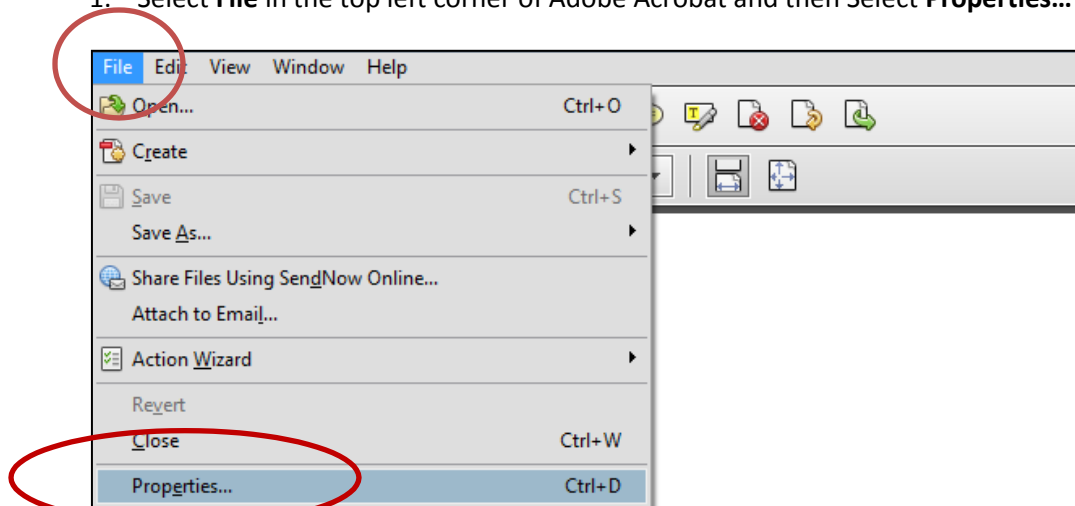 1. Select File in the top left corner of Adobe Acrobat and then Select Properties…
File Edit View Window Help
Open... Ctrl+O
Create
Save Ctrl+S
Save As...
Share Files Using SendNow Online...
Attach to Email...
Action Wizard
Revert
Close Ctrl+W
Properties... Ctrl+D